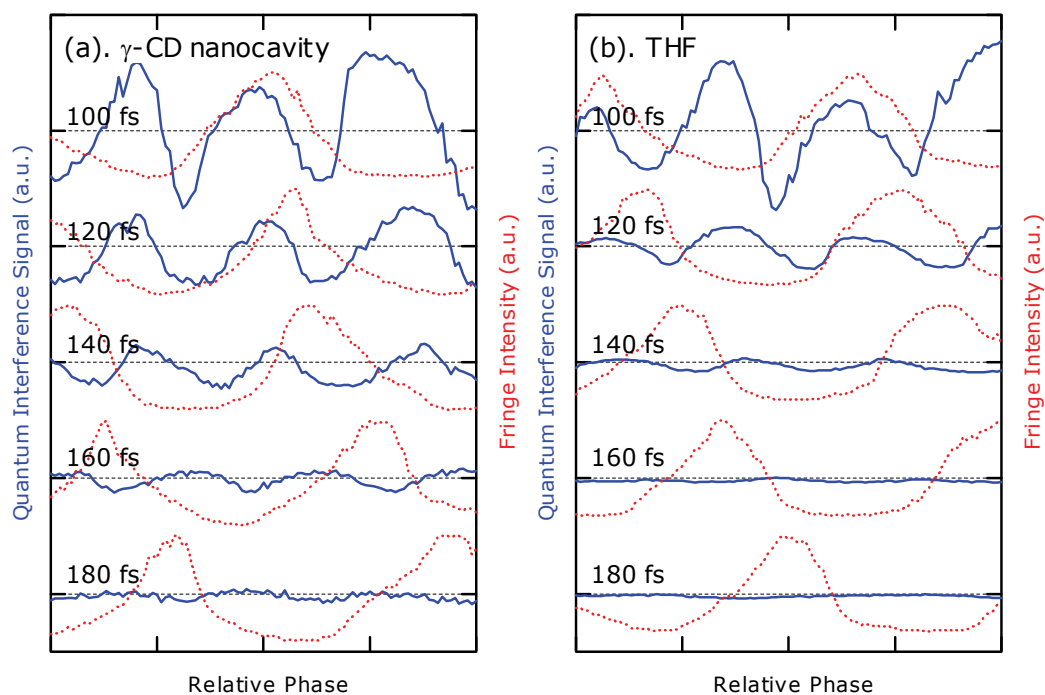 (a). γ-CD nanocavity
100 fs
120 fs
140 fs
160 fs
180 fs
Quantum Interference Signal (a.u.)
Fringe Intensity (a.u.)
Relative Phase
(b). THF
100 fs
120 fs
140 fs
160 fs
180 fs
Quantum Interference Signal (a.u.)
Fringe Intensity (a.u.)
Relative Phase